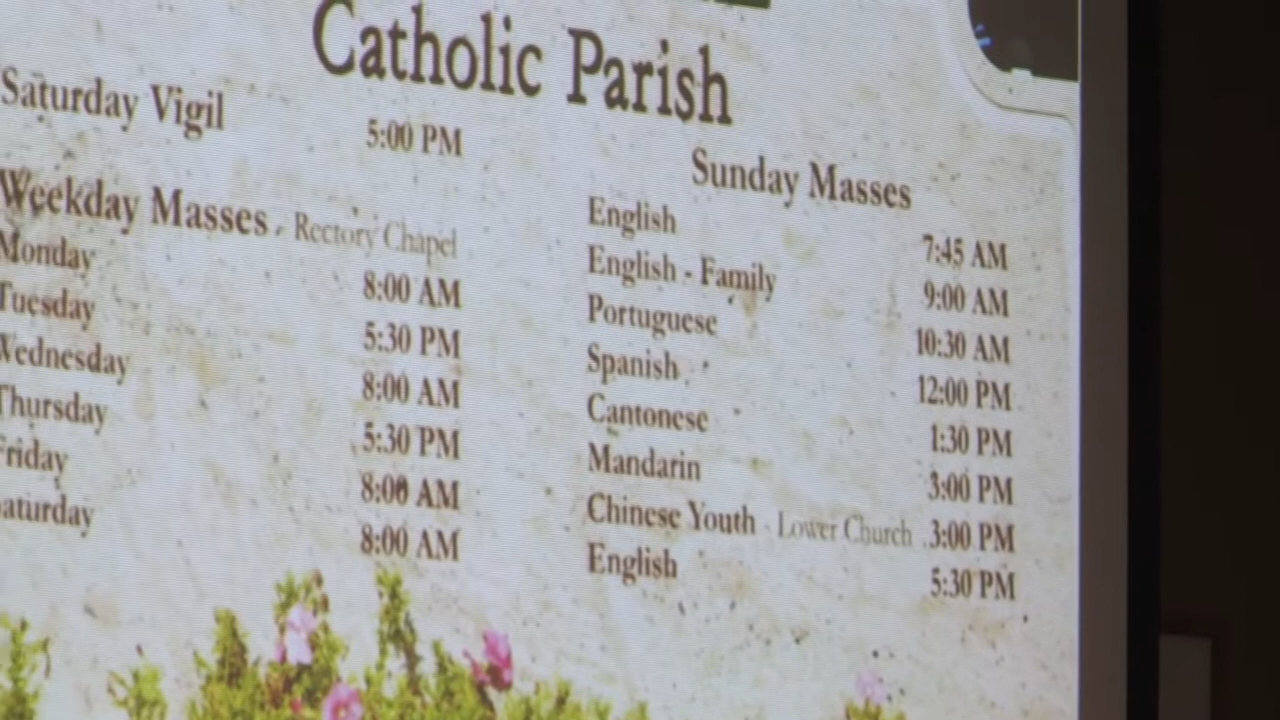 Catholic Parish
Saturday Vigil 5:00 PM
Weekday Masses - Rectory Chapel
Monday 8:00 AM
Tuesday 5:30 PM
Wednesday 8:00 AM
Thursday 5:30 PM
Friday 8:00 AM
Saturday 8:00 AM
Sunday Masses
English 7:45 AM
English - Family 9:00 AM
Portuguese 10:30 AM
Spanish 12:00 PM
Cantonese 1:30 PM
Mandarin 3:00 PM
Chinese Youth - Lower Church 3:00 PM
English 5:30 PM